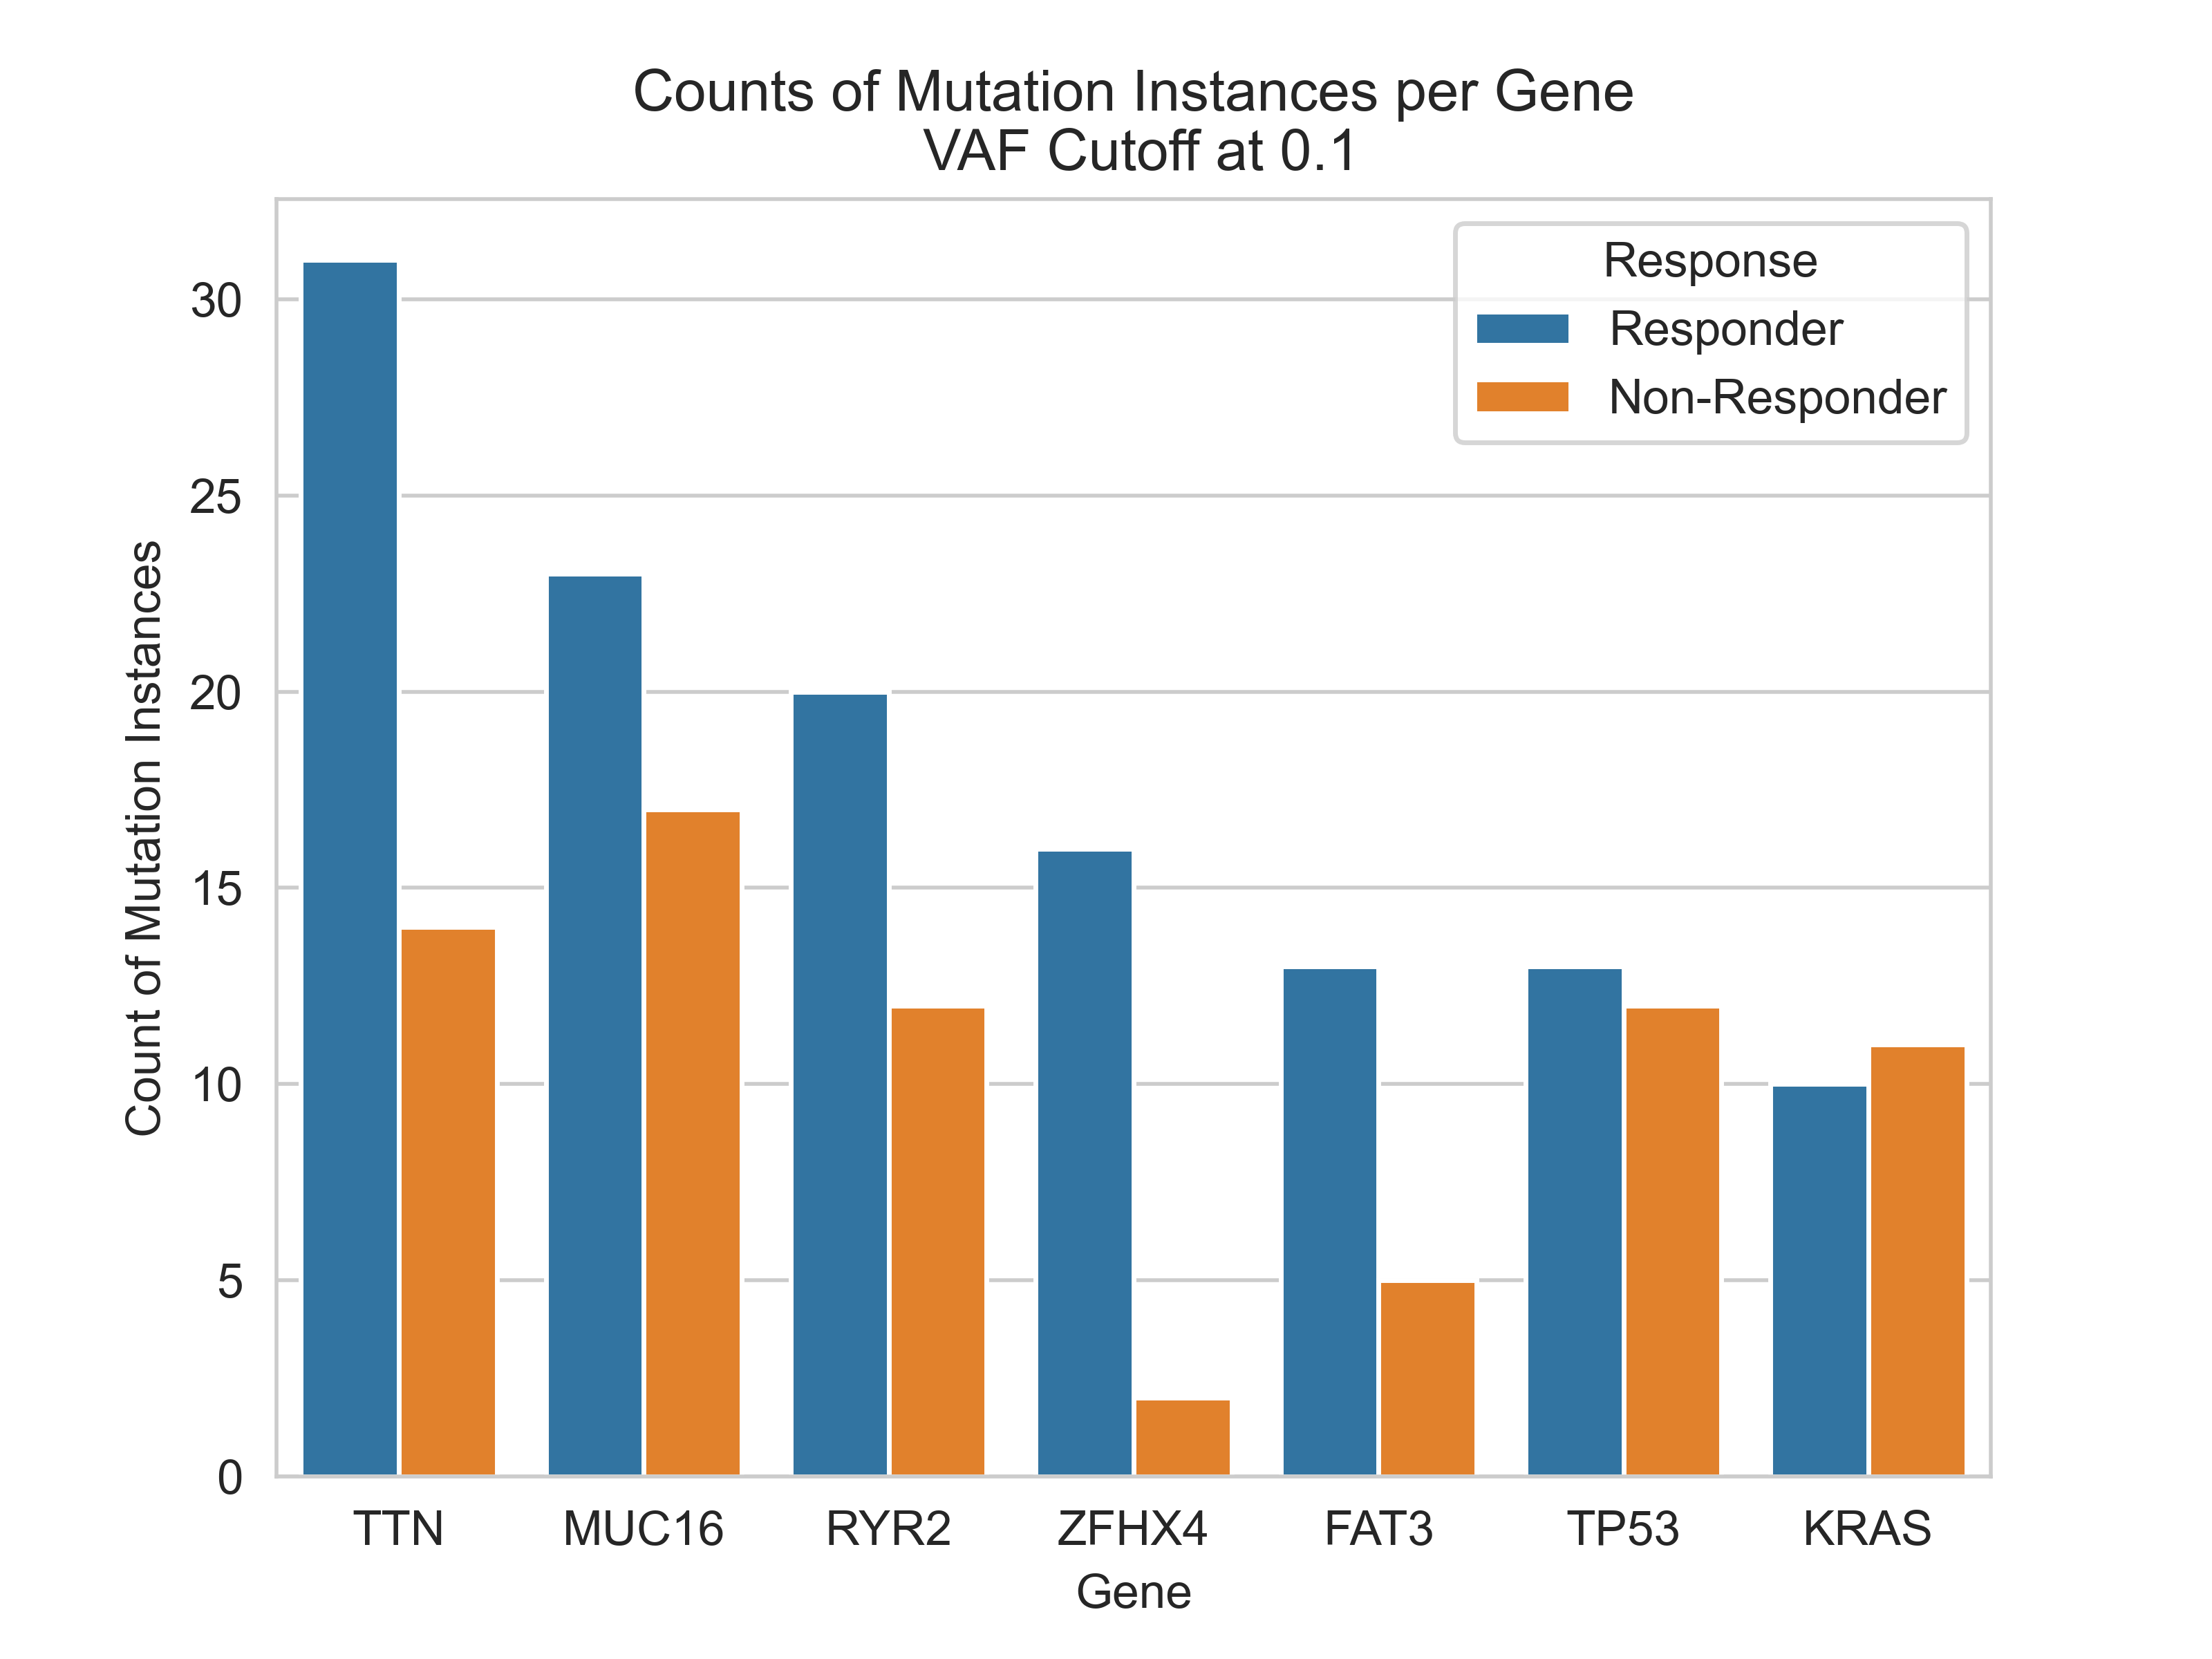 Counts of Mutation Instances per Gene
VAF Cutoff at 0.1
Response
Responder
Non-Responder
Count of Mutation Instances
30
25
20
15
10
5
0
TTN MUC16 RYR2 ZFHX4 FAT3 TP53 KRAS
Gene